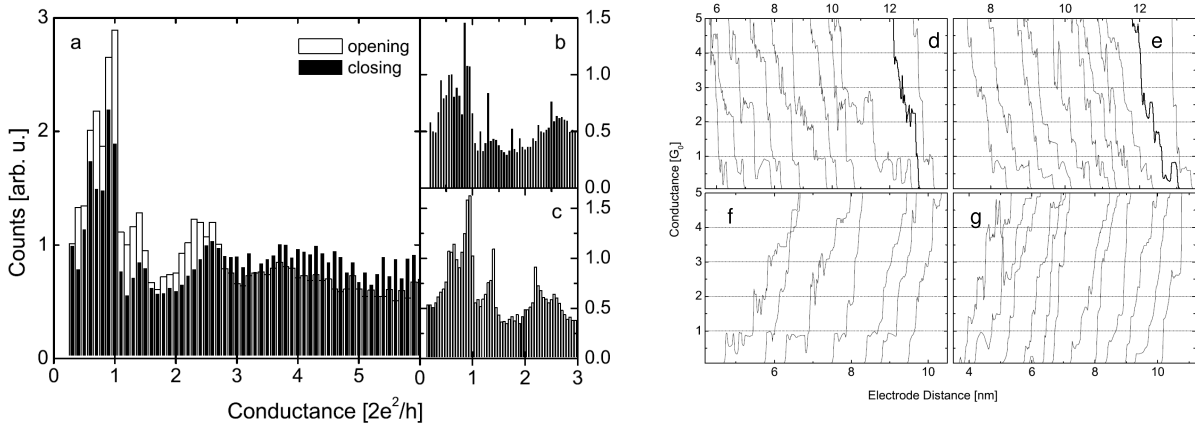 a
opening
closing
3
2
1
0
Counts [arb. u.]
0 1 2 3 4 5
Conductance [2e²/h]
b
1.5
1.0
0.5
0.0
c
1.5
1.0
0.5
0.0
0 1 2 3
6 8 10 12
8 10 12
d
e
5
4
3
2
1
Conductance [G₀]
f
g
5
4
3
2
1
6 8 10
4 6 8 10
Electrode Distance [nm]